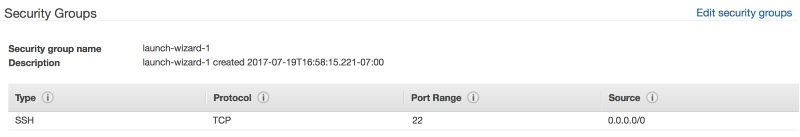 Security Groups Edit security groups
Security group name launch-wizard-1
Description launch-wizard-1 created 2017-07-19T16:58:15.221-07:00
Type Protocol Port Range Source
SSH TCP 22 0.0.0.0/0